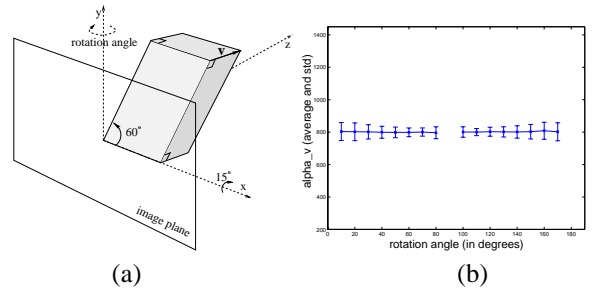 y
rotation angle
v
z
60°
15°
x
image plane
(a)
alpha_v (average and std)
1400
1200
1000
800
600
400
200
0 20 40 60 80 100 120 140 160 180
rotation angle (in degrees)
(b)